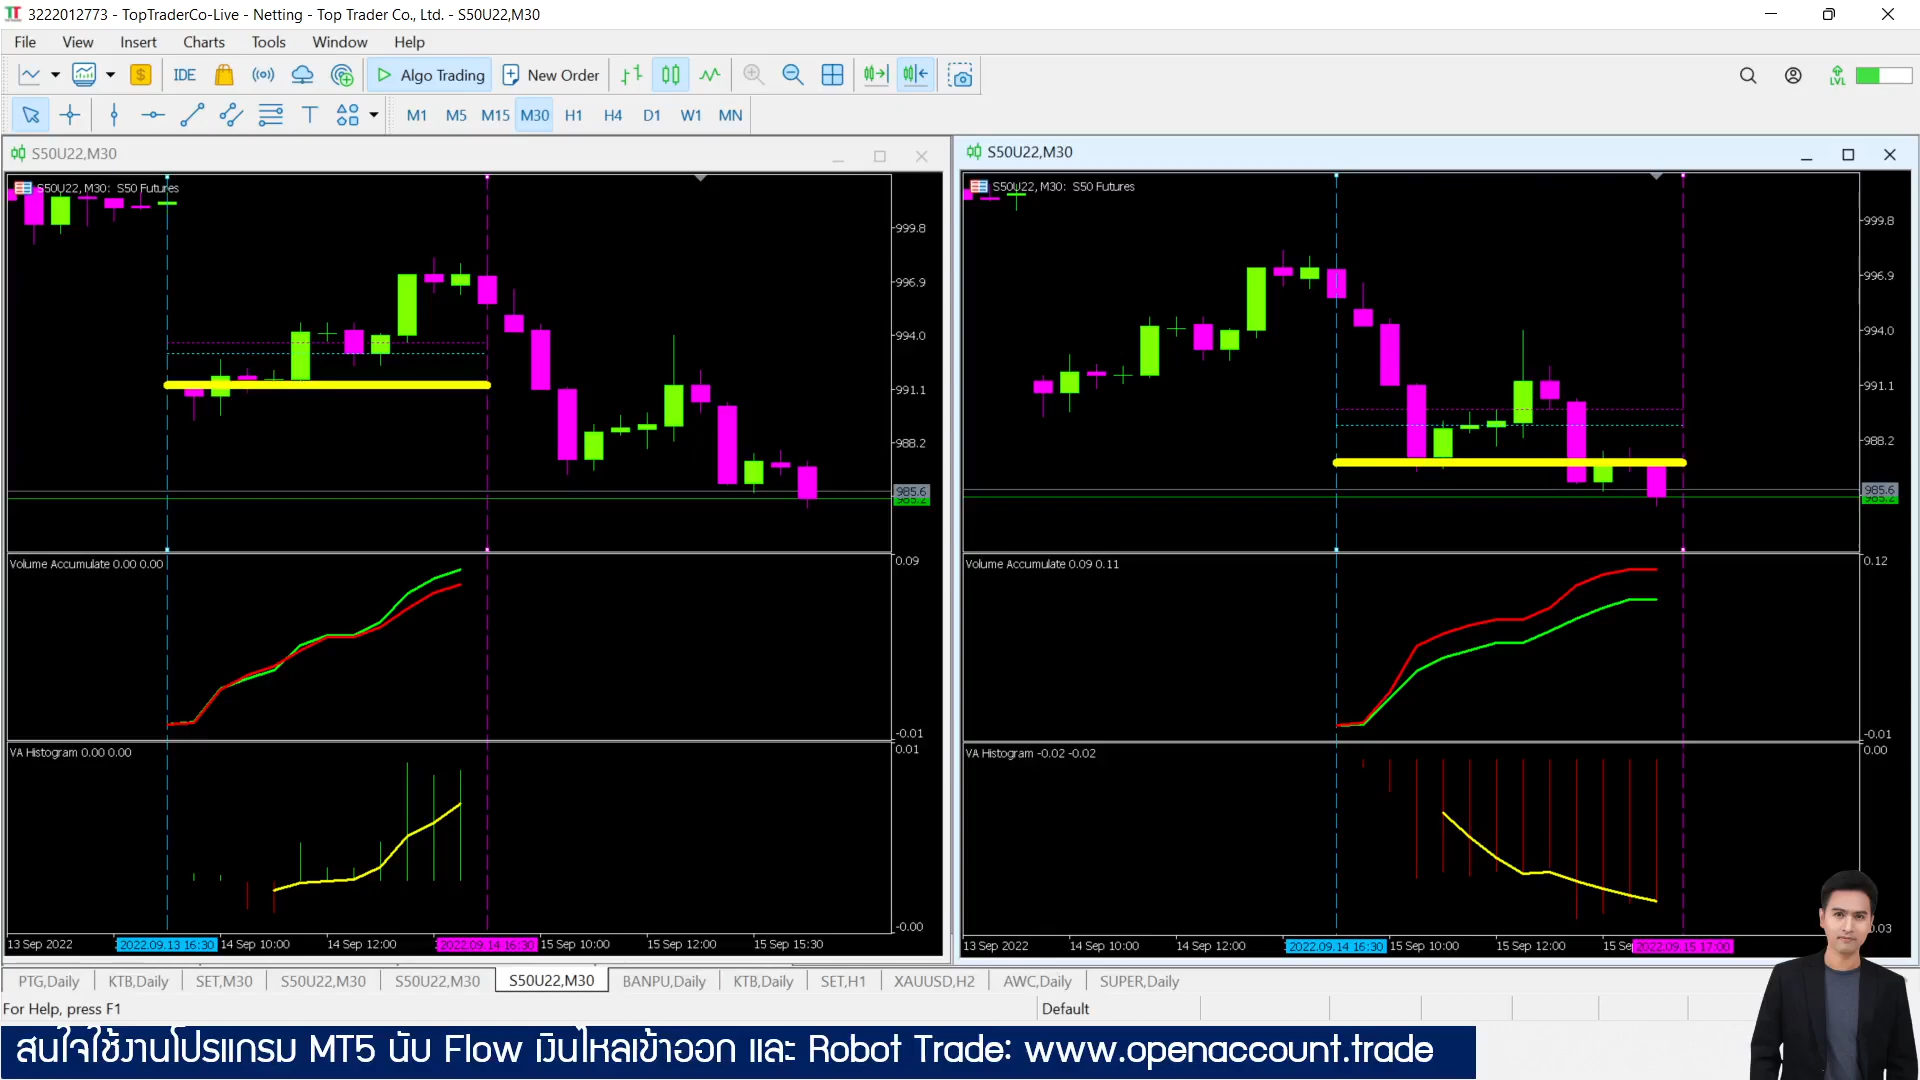 3222012773 - TopTraderCo-Live - Netting - Top Trader Co., Ltd. - S50U22,M30
File View Insert Charts Tools Window Help
IDE Algo Trading New Order LVL
T M1 M5 M15 M30 H1 H4 D1 W1 MN
S50U22,M30
S50U22, M30: S50 Futures
999.8
996.9
994.0
991.1
988.2
985.6
Volume Accumulate 0.00 0.00
0.09
-0.01
VA Histogram 0.00 0.00
0.01
-0.00
13 Sep 2022 2022.09.13 16:30 14 Sep 10:00 14 Sep 12:00 2022.09.14 16:30 15 Sep 10:00 15 Sep 12:00 15 Sep 15:30
S50U22,M30
S50U22, M30: S50 Futures
999.8
996.9
994.0
991.1
988.2
985.6
Volume Accumulate 0.09 0.11
0.12
-0.01
VA Histogram -0.02 -0.02
0.00
13 Sep 2022 14 Sep 10:00 14 Sep 12:00 2022.09.14 16:30 15 Sep 10:00 15 Sep 12:00 15 Sep 2022.09.15 17:00
PTG,Daily KTB,Daily SET,M30 S50U22,M30 S50U22,M30 S50U22,M30 BANPU,Daily KTB,Daily SET,H1 XAUUSD,H2 AWC,Daily SUPER,Daily
For Help, press F1 Default
สนใจใช้งานโปรแกรม MT5 นับ Flow เงินไหลเข้าออก และ Robot Trade: www.openaccount.trade